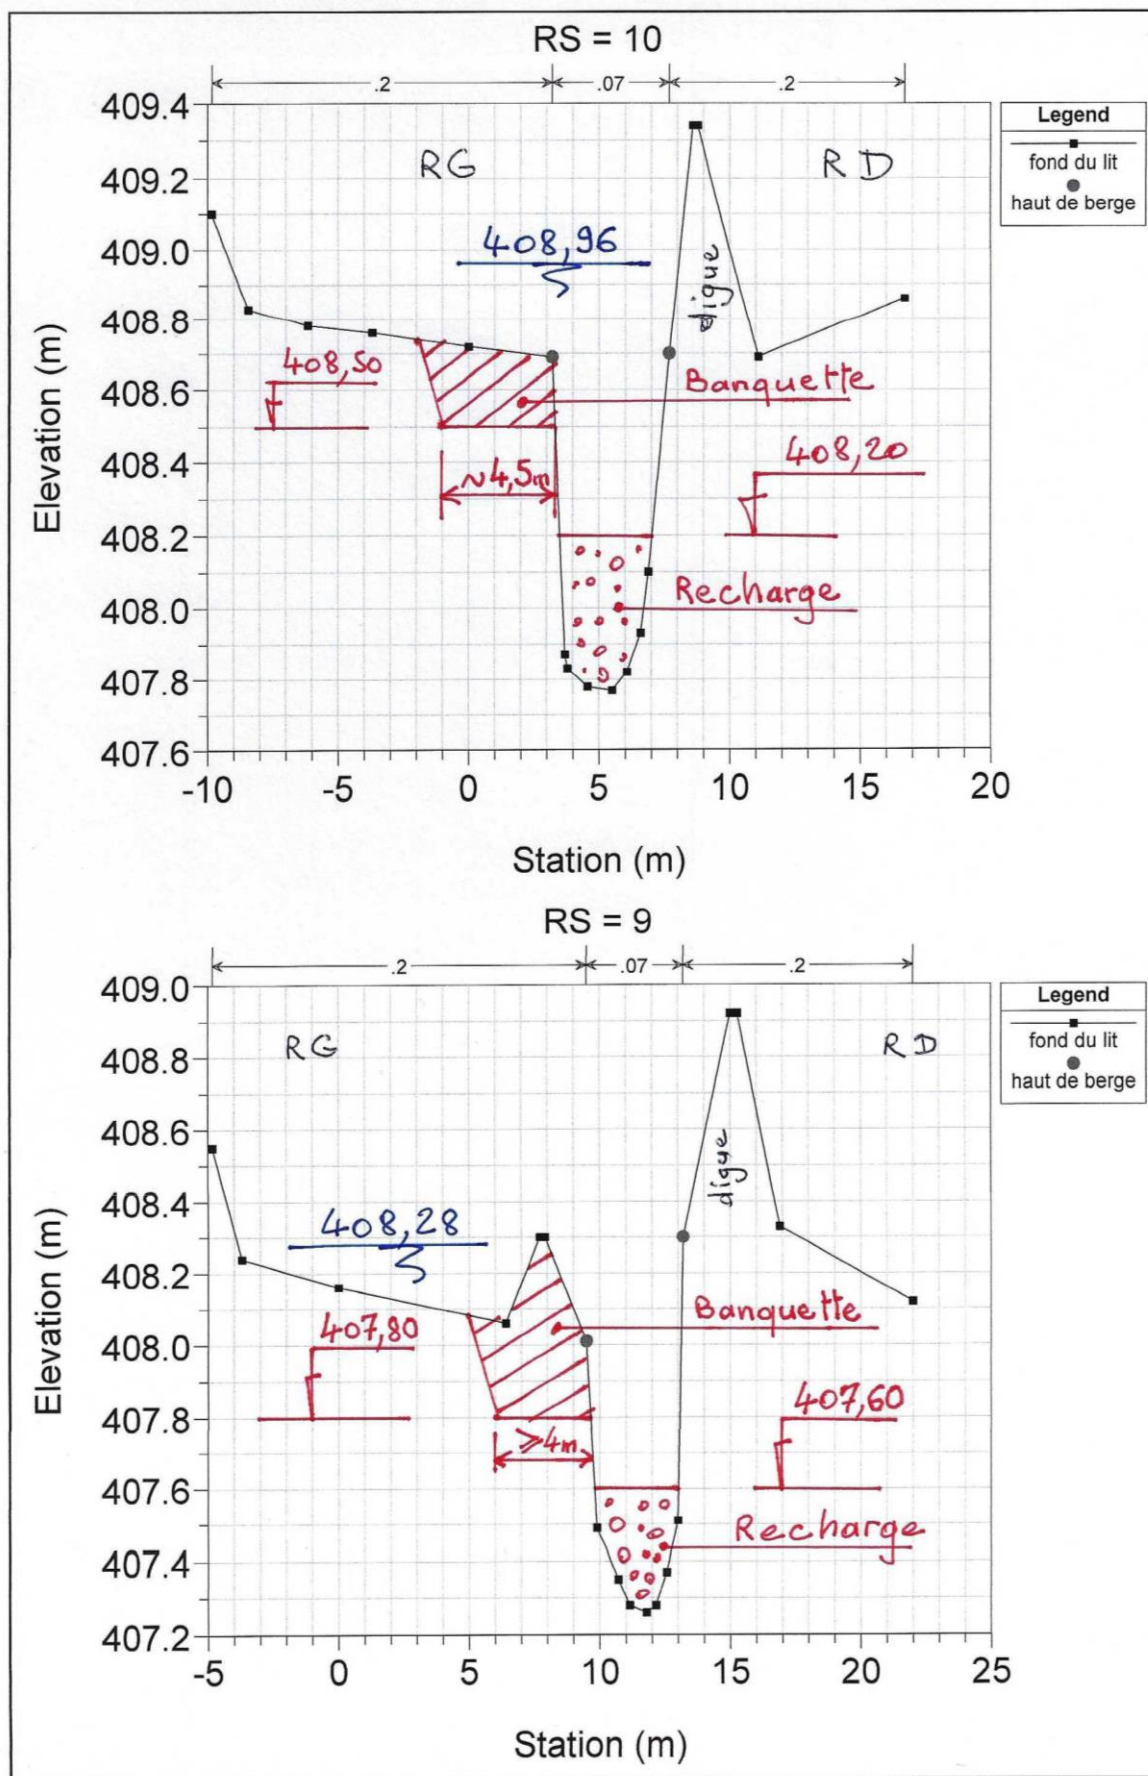 RS = 10
.2 .07 .2
409.4
409.2
409.0
408.8
408.6
408.4
408.2
408.0
407.8
407.6
Elevation (m)
RG
RD
408,96
digue
408,50
Banquette
~4,5m
408,20
Recharge
-10 -5 0 5 10 15 20
Station (m)
Legend
fond du lit
haut de berge
RS = 9
.2 .07 .2
409.0
408.8
408.6
408.4
408.2
408.0
407.8
407.6
407.4
407.2
Elevation (m)
RG
RD
digue
408,28
407,80
Banquette
⩾4m
407,60
Recharge
-5 0 5 10 15 20 25
Station (m)
Legend
fond du lit
haut de berge